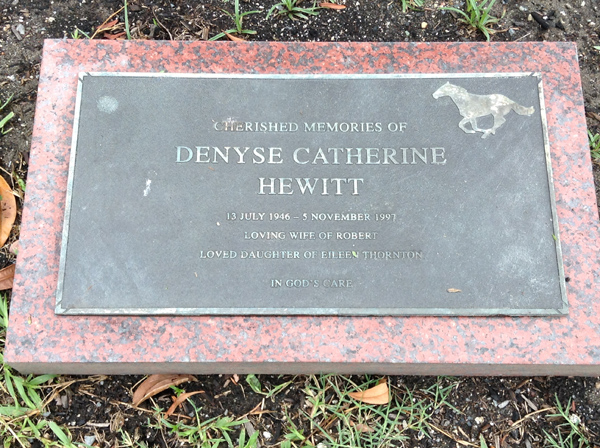 CHERISHED MEMORIES OF
DENYSE CATHERINE
HEWITT
13 JULY 1946 – 5 NOVEMBER 1997
LOVING WIFE OF ROBERT
LOVED DAUGHTER OF EILEEN THORNTON
IN GOD'S CARE